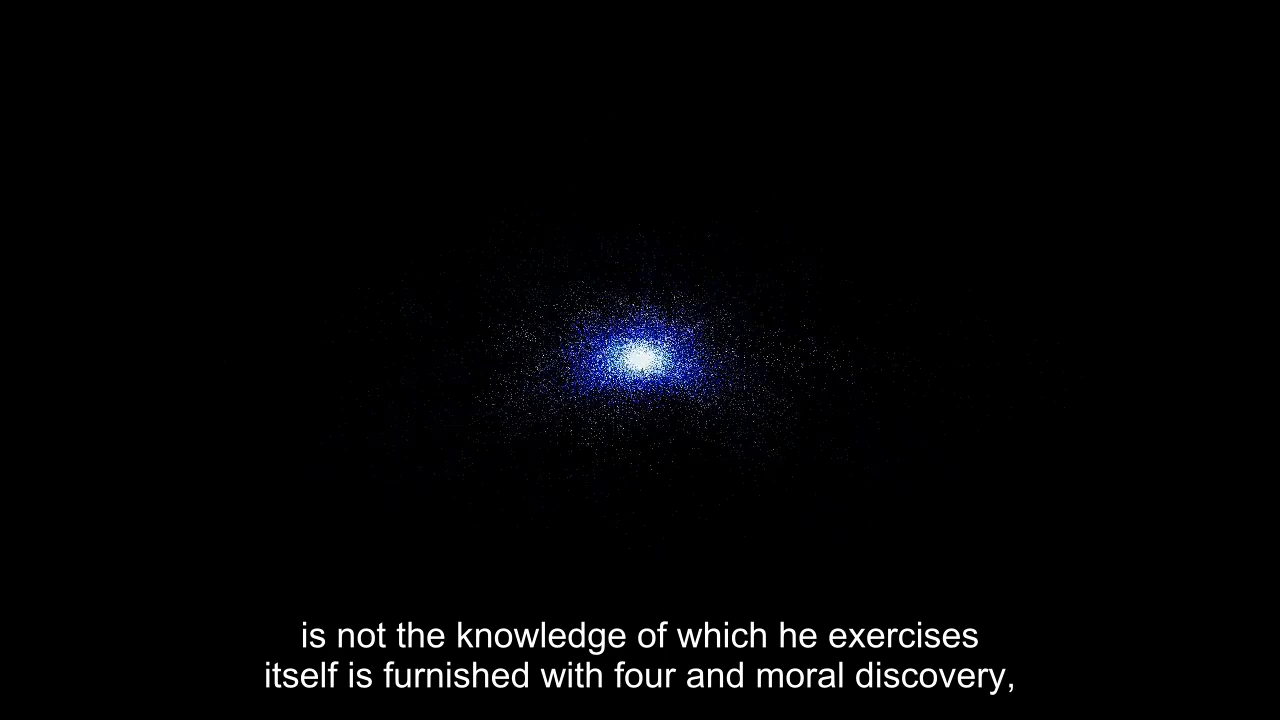 is not the knowledge of which he exercises
itself is furnished with four and moral discovery,